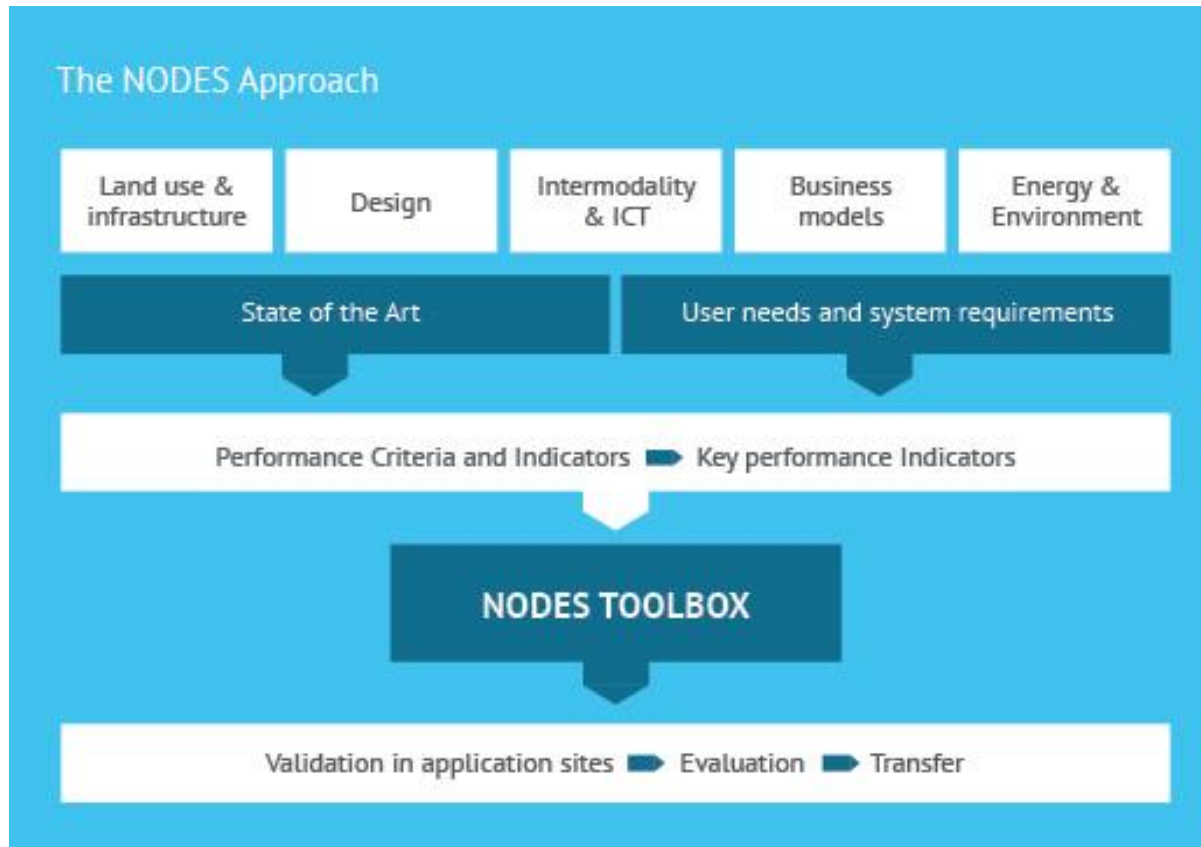 The NODES Approach
Land use &
infrastructure
Design
Intermodality
& ICT
Business
models
Energy &
Environment
State of the Art
User needs and system requirements
Performance Criteria and Indicators Key performance Indicators
NODES TOOLBOX
Validation in application sites Evaluation Transfer